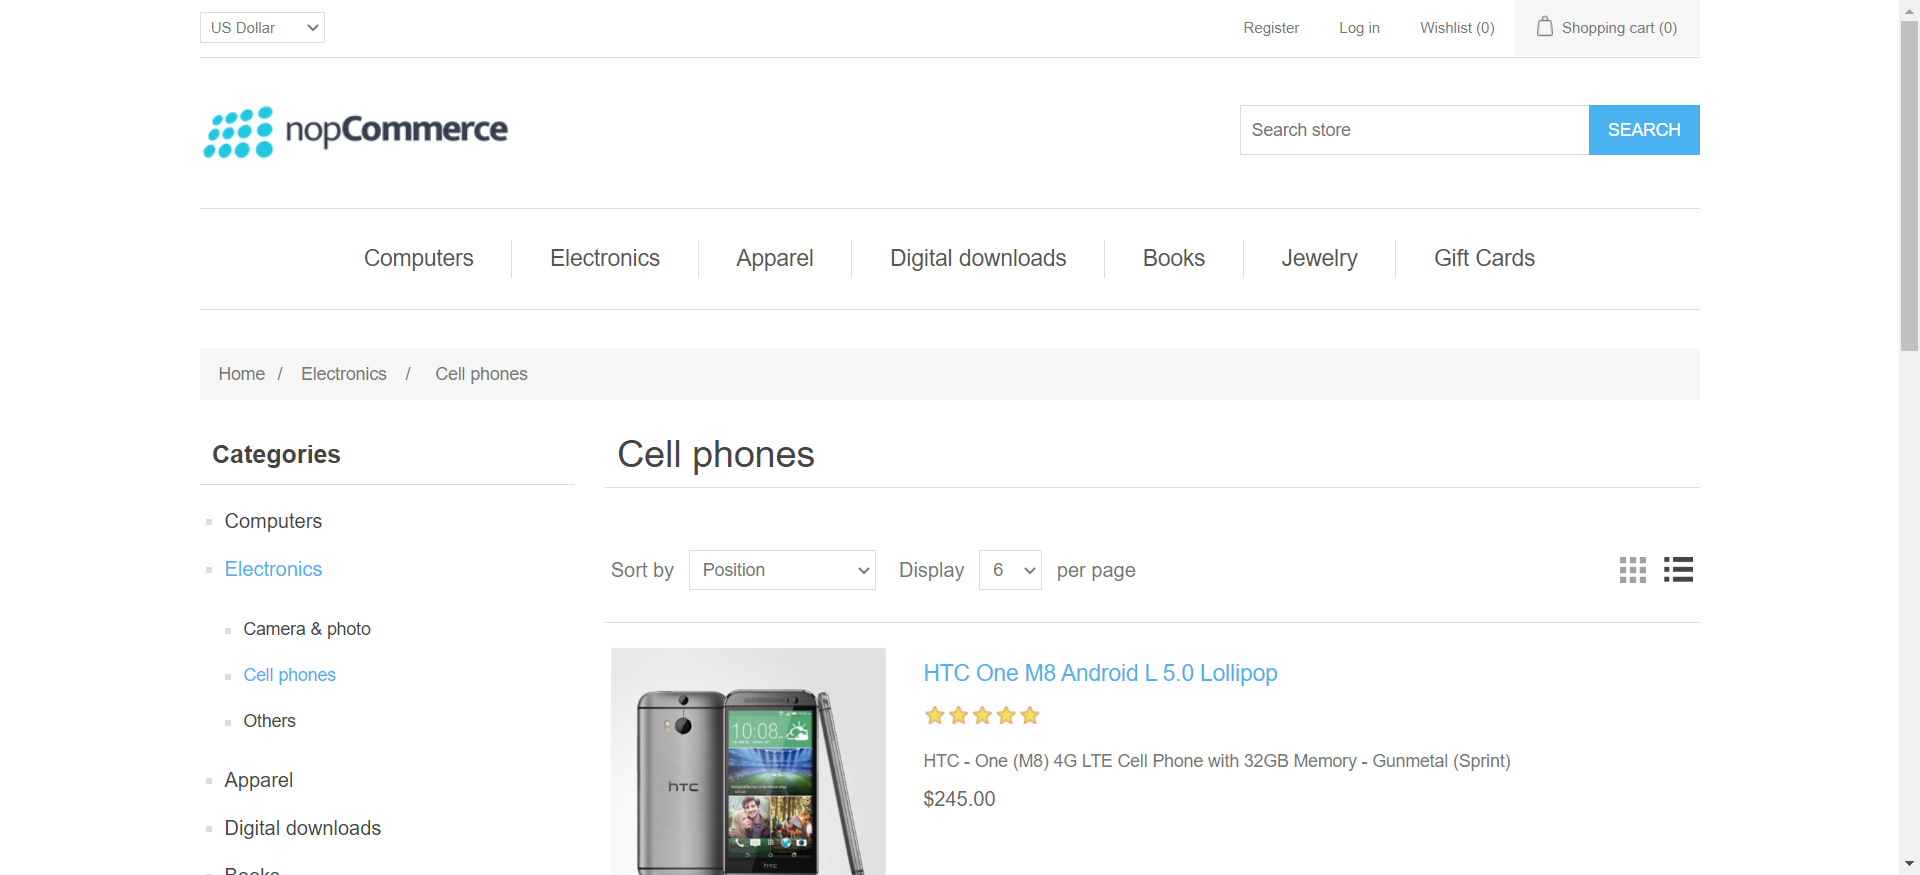 US Dollar
Register
Log in
Wishlist (0)
Shopping cart (0)
nopCommerce
Search store
SEARCH
Computers
Electronics
Apparel
Digital downloads
Books
Jewelry
Gift Cards
Home / Electronics / Cell phones
Categories
Computers
Electronics
Camera & photo
Cell phones
Others
Apparel
Digital downloads
Books
Cell phones
Sort by Position Display 6 per page
HTC One M8 Android L 5.0 Lollipop
HTC - One (M8) 4G LTE Cell Phone with 32GB Memory - Gunmetal (Sprint)
$245.00
10:08
hTC
hTC